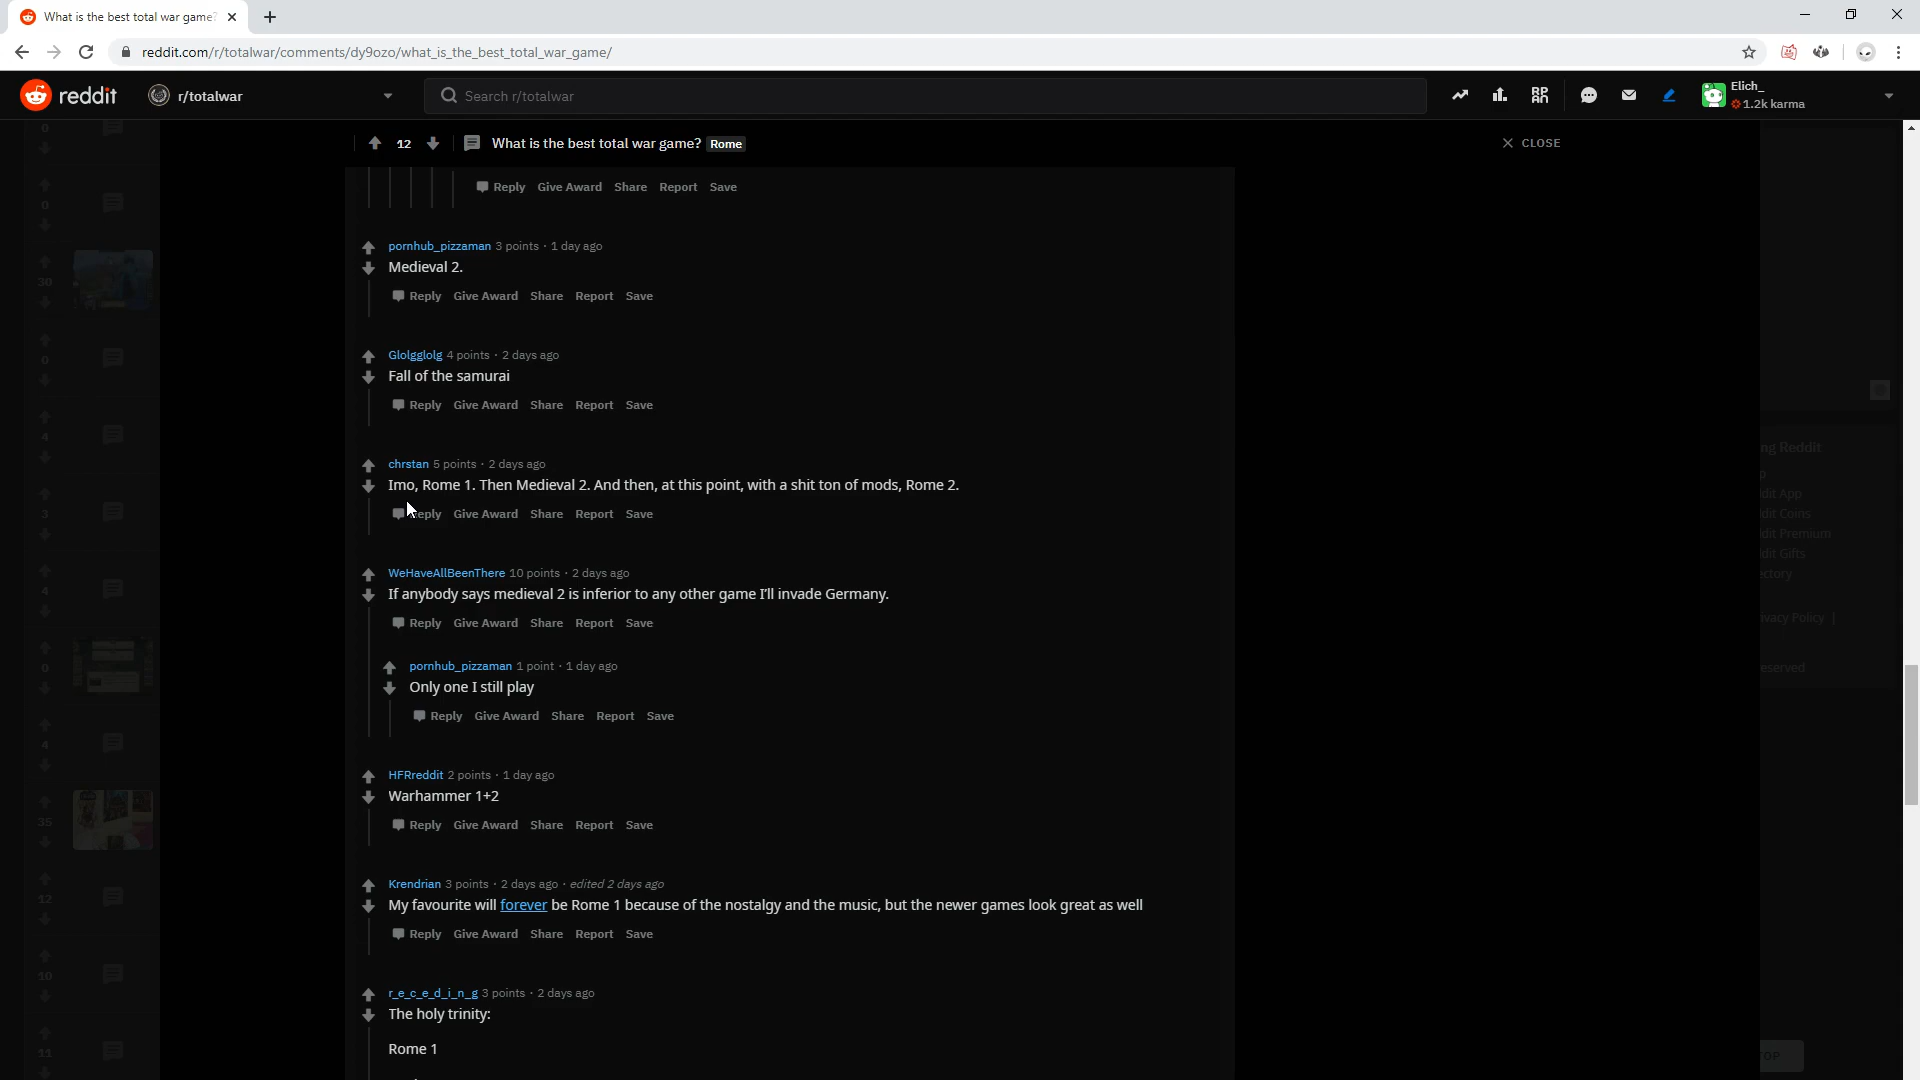 What is the best total war game?
reddit.com/r/totalwar/comments/dy9ozo/what_is_the_best_total_war_game/
reddit
r/totalwar
Search r/totalwar
Elich_
1.2k karma
12
What is the best total war game? Rome
CLOSE
Reply Give Award Share Report Save
pornhub_pizzaman 3 points · 1 day ago
Medieval 2.
Reply Give Award Share Report Save
Glolgglolg 4 points · 2 days ago
Fall of the samurai
Reply Give Award Share Report Save
chrstan 5 points · 2 days ago
Imo, Rome 1. Then Medieval 2. And then, at this point, with a shit ton of mods, Rome 2.
Reply Give Award Share Report Save
WeHaveAllBeenThere 10 points · 2 days ago
If anybody says medieval 2 is inferior to any other game I'll invade Germany.
Reply Give Award Share Report Save
pornhub_pizzaman 1 point · 1 day ago
Only one I still play
Reply Give Award Share Report Save
HFRreddit 2 points · 1 day ago
Warhammer 1+2
Reply Give Award Share Report Save
Krendrian 3 points · 2 days ago · edited 2 days ago
My favourite will forever be Rome 1 because of the nostalgy and the music, but the newer games look great as well
Reply Give Award Share Report Save
r_e_c_e_d_i_n_g 3 points · 2 days ago
The holy trinity:
Rome 1